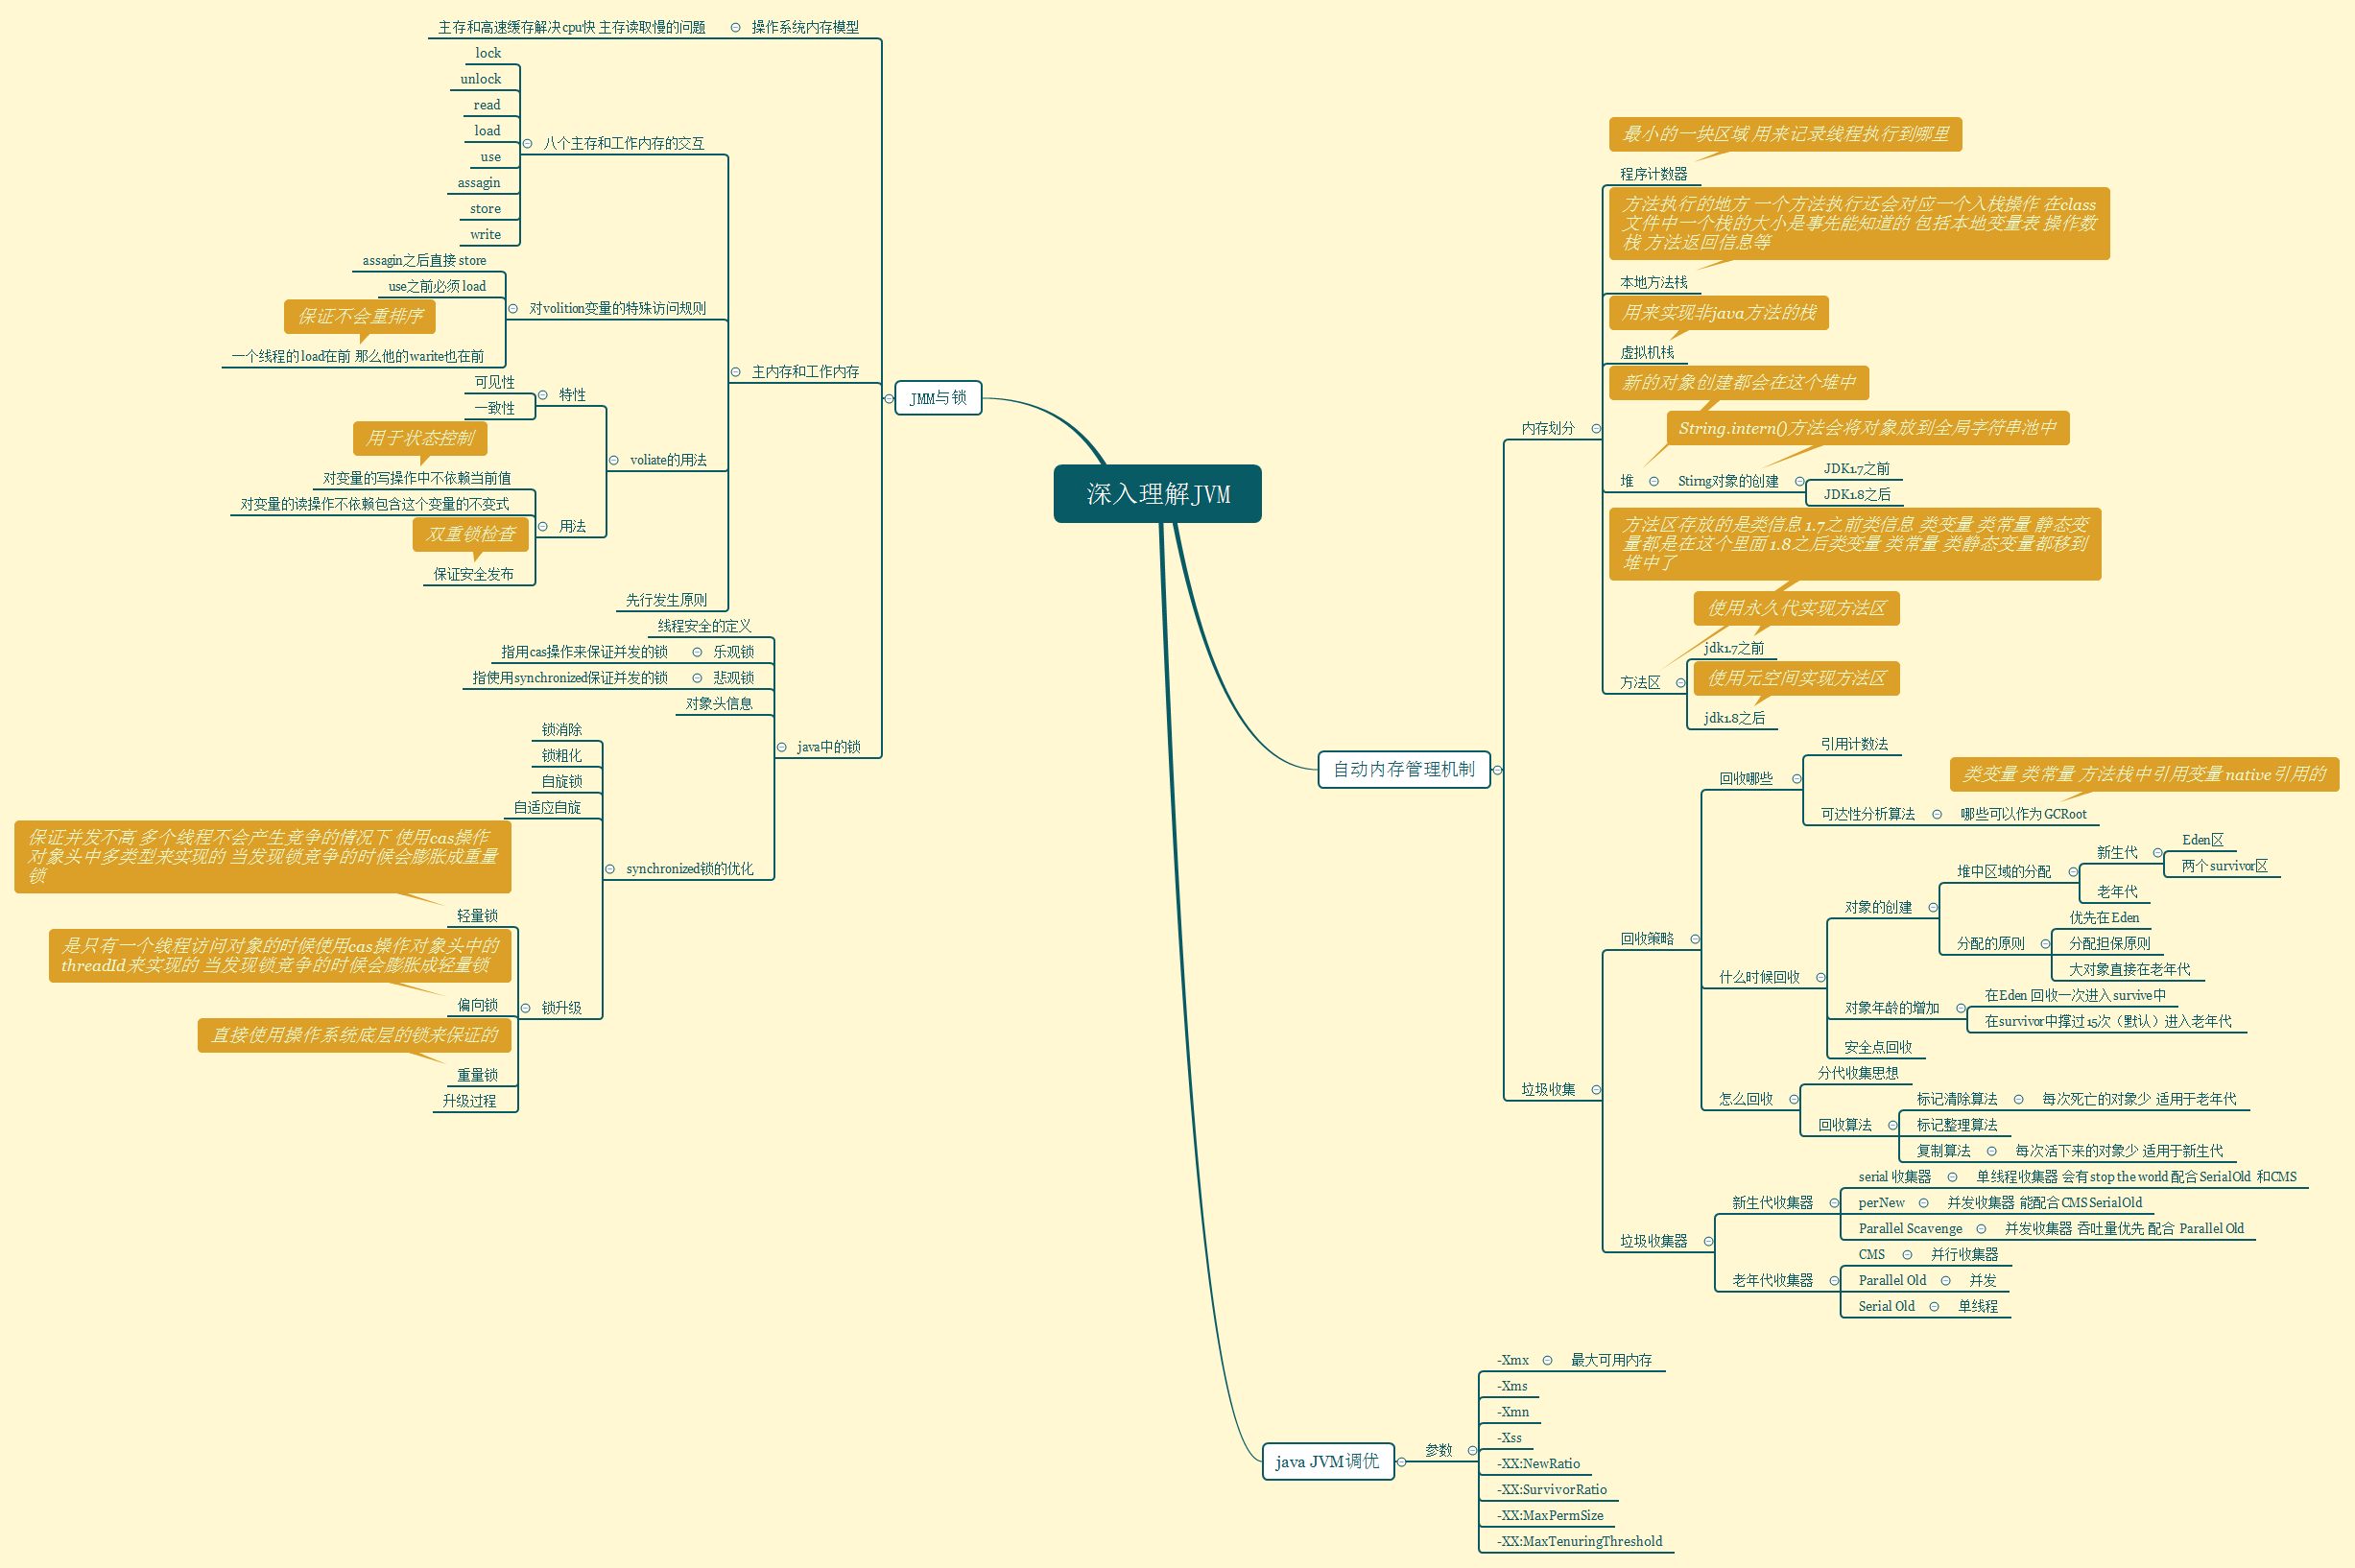 深入理解JVM
JMM与锁
操作系统内存模型
主存和高速缓存解决cpu快 主存读取慢的问题
主内存和工作内存
八个主存和工作内存的交互
lock
unlock
read
load
use
assagin
store
write
对volition变量的特殊访问规则
assagin之后直接 store
use之前必须 load
保证不会重排序
一个线程的 load在前 那么他的 warite也在前
voliate的用法
特性
可见性
一致性
用法
用于状态控制
对变量的写操作中不依赖当前值
对变量的读操作不依赖包含这个变量的不变式
双重锁检查
保证安全发布
先行发生原则
java中的锁
线程安全的定义
乐观锁
指用cas操作来保证并发的锁
悲观锁
指使用synchronized保证并发的锁
对象头信息
synchronized锁的优化
锁消除
锁粗化
自旋锁
自适应自旋
锁升级
保证并发不高 多个线程不会产生竞争的情况下 使用cas操作
对象头中多类型来实现的 当发现锁竞争的时候会膨胀成重量
锁
轻量锁
是只有一个线程访问对象的时候使用cas操作对象头中的
threadId来实现的 当发现锁竞争的时候会膨胀成轻量锁
偏向锁
直接使用操作系统底层的锁来保证的
重量锁
升级过程
自动内存管理机制
内存划分
最小的一块区域 用来记录线程执行到哪里
程序计数器
方法执行的地方 一个方法执行还会对应一个入栈操作 在class
文件中一个栈的大小是事先能知道的 包括本地变量表 操作数
栈 方法返回信息等
本地方法栈
用来实现非java方法的栈
虚拟机栈
新的对象创建都会在这个堆中
堆
String.intern()方法会将对象放到全局字符串池中
Stirng对象的创建
JDK1.7之前
JDK1.8之后
方法区存放的是类信息 1.7之前类信息 类变量 类常量 静态变
量都是在这个里面 1.8之后类变量 类常量 类静态变量都移到
堆中了
方法区
使用永久代实现方法区
jdk1.7之前
使用元空间实现方法区
jdk1.8之后
垃圾收集
回收策略
回收哪些
引用计数法
可达性分析算法
类变量 类常量 方法栈中引用变量 native引用的
哪些可以作为 GCRoot
什么时候回收
对象的创建
堆中区域的分配
新生代
Eden区
两个survivor区
老年代
分配的原则
优先在 Eden
分配担保原则
大对象直接在老年代
对象年龄的增加
在Eden 回收一次进入 survive中
在survivor中撑过 15次（默认）进入老年代
安全点回收
怎么回收
分代收集思想
回收算法
标记清除算法
每次死亡的对象少 适用于老年代
标记整理算法
复制算法
每次活下来的对象少 适用于新生代
垃圾收集器
新生代收集器
serial 收集器
单线程收集器 会有 stop the world 配合 SerialOld 和CMS
perNew
并发收集器 能配合CMS SerialOld
Parallel Scavenge
并发收集器 吞吐量优先 配合 Parallel Old
老年代收集器
CMS
并行收集器
Parallel Old
并发
Serial Old
单线程
java JVM调优
参数
-Xmx
最大可用内存
-Xms
-Xmn
-Xss
-XX:NewRatio
-XX:SurvivorRatio
-XX:MaxPermSize
-XX:MaxTenuringThreshold